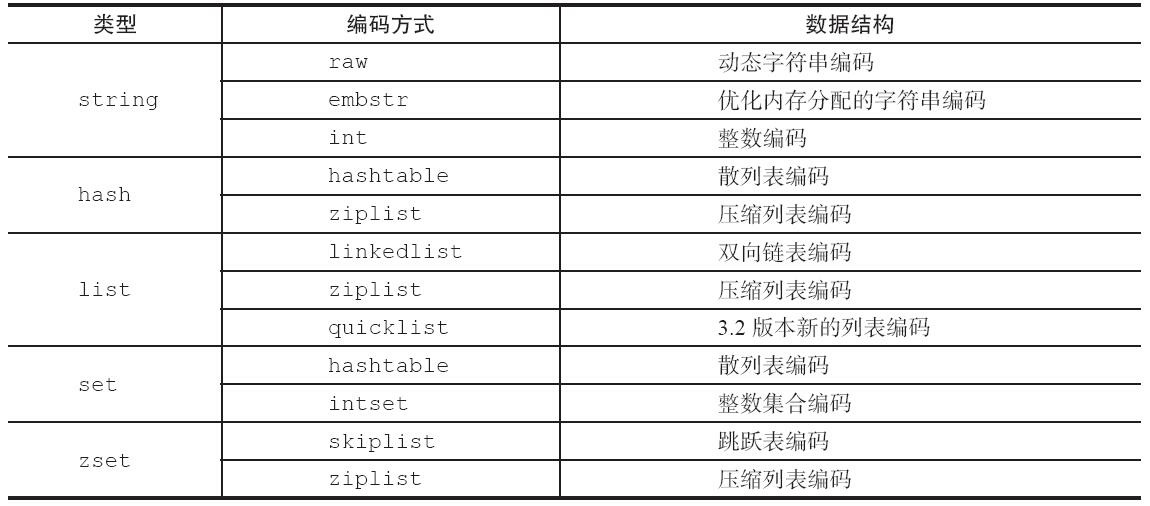 类型 编码方式 数据结构
string raw 动态字符串编码
embstr 优化内存分配的字符串编码
int 整数编码
hash hashtable 散列表编码
ziplist 压缩列表编码
list linkedlist 双向链表编码
ziplist 压缩列表编码
quicklist 3.2 版本新的列表编码
set hashtable 散列表编码
intset 整数集合编码
zset skiplist 跳跃表编码
ziplist 压缩列表编码